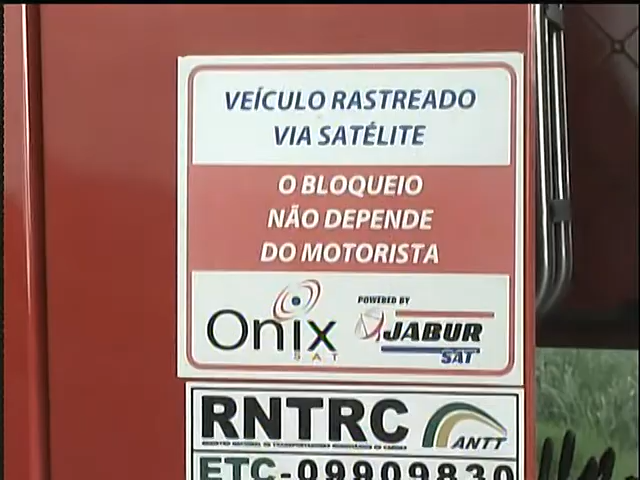 VEÍCULO RASTREADO
VIA SATÉLITE
O BLOQUEIO
NÃO DEPENDE
DO MOTORISTA
Onix
SAT
POWERED BY
JABUR
SAT
RNTRC
ANTT
ETC-09909830